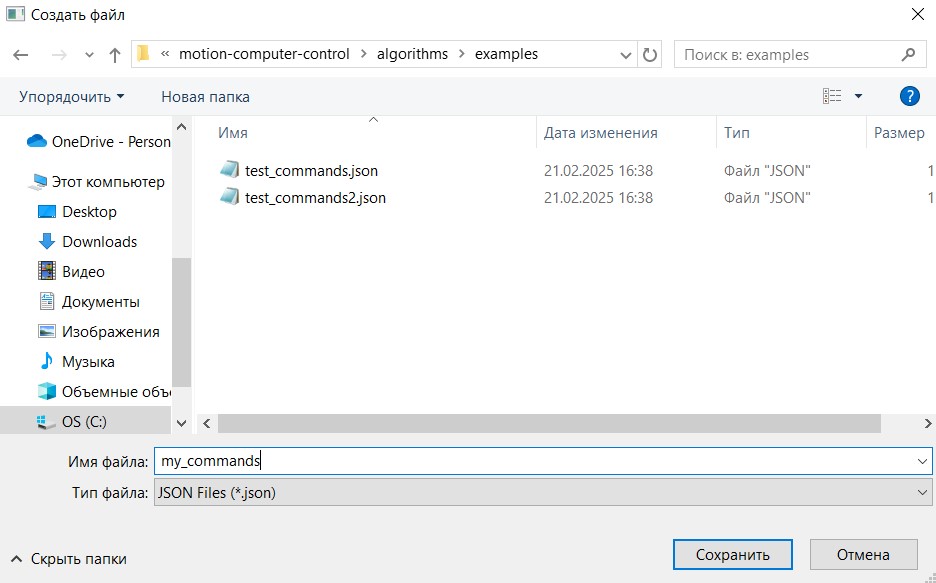 Создать файл
« motion-computer-control > algorithms > examples
Поиск в: examples
Упорядочить
Новая папка
?
Имя
Дата изменения
Тип
Размер
test_commands.json 21.02.2025 16:38 Файл "JSON" 1
test_commands2.json 21.02.2025 16:38 Файл "JSON" 1
OneDrive - Person
Этот компьютер
Desktop
Downloads
Видео
Документы
Изображения
Музыка
Объемные объе
OS (C:)
Имя файла: my_commands
Тип файла: JSON Files (*.json)
Скрыть папки
Сохранить
Отмена